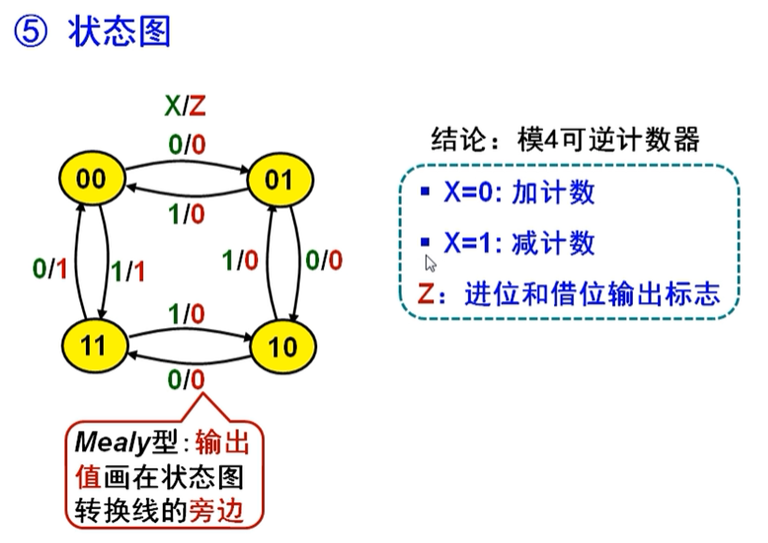 ⑤ 状态图
X/Z
0/0
00
01
1/0
0/1
1/1
1/0
0/0
1/0
11
10
0/0
Mealy型:输出
值画在状态图
转换线的旁边
结论：模4可逆计数器
▪ X=0: 加计数
▪ X=1: 减计数
Z：进位和借位输出标志